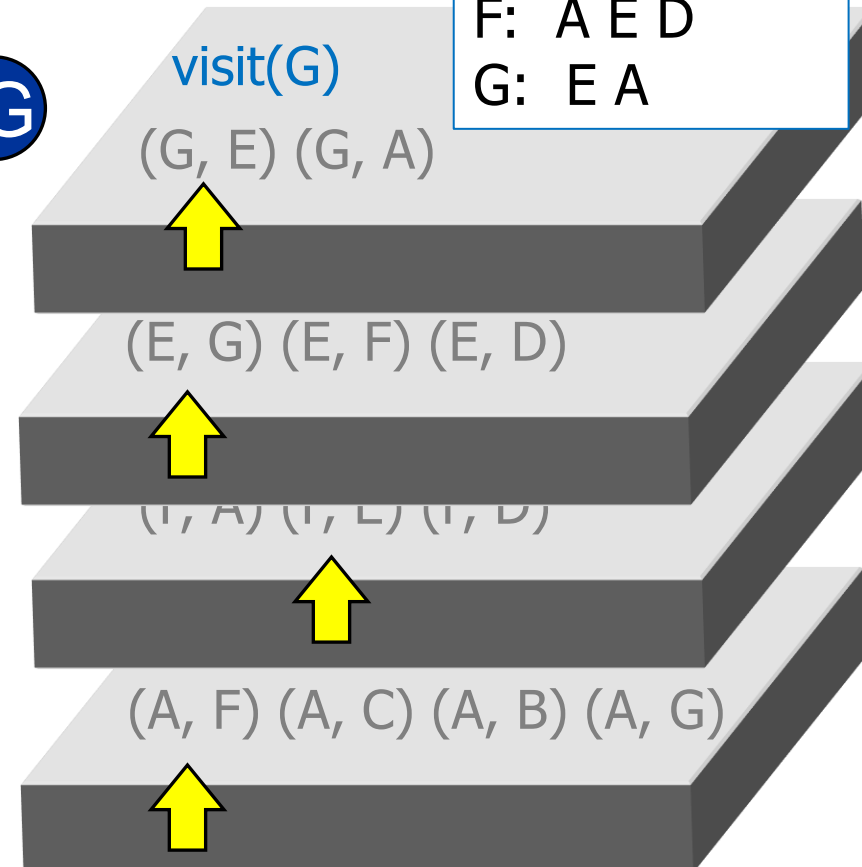 F: A E D
G: E A
visit(G)
G
(G, E) (G, A)
(E, G) (E, F) (E, D)
(F, A) (F, E) (F, D)
(A, F) (A, C) (A, B) (A, G)